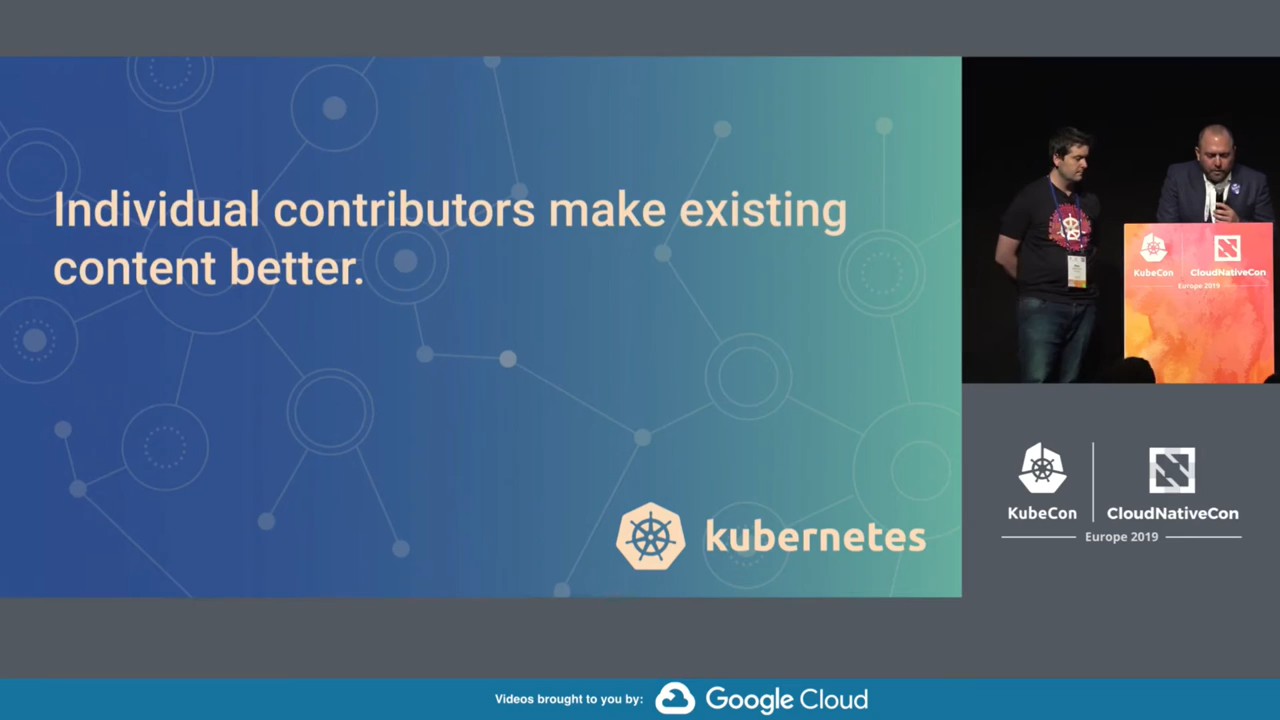 Individual contributors make existing
content better.
kubernetes
KubeCon
CloudNativeCon
Europe 2019
KubeCon
CloudNativeCon
Europe 2019
Videos brought to you by:
Google Cloud